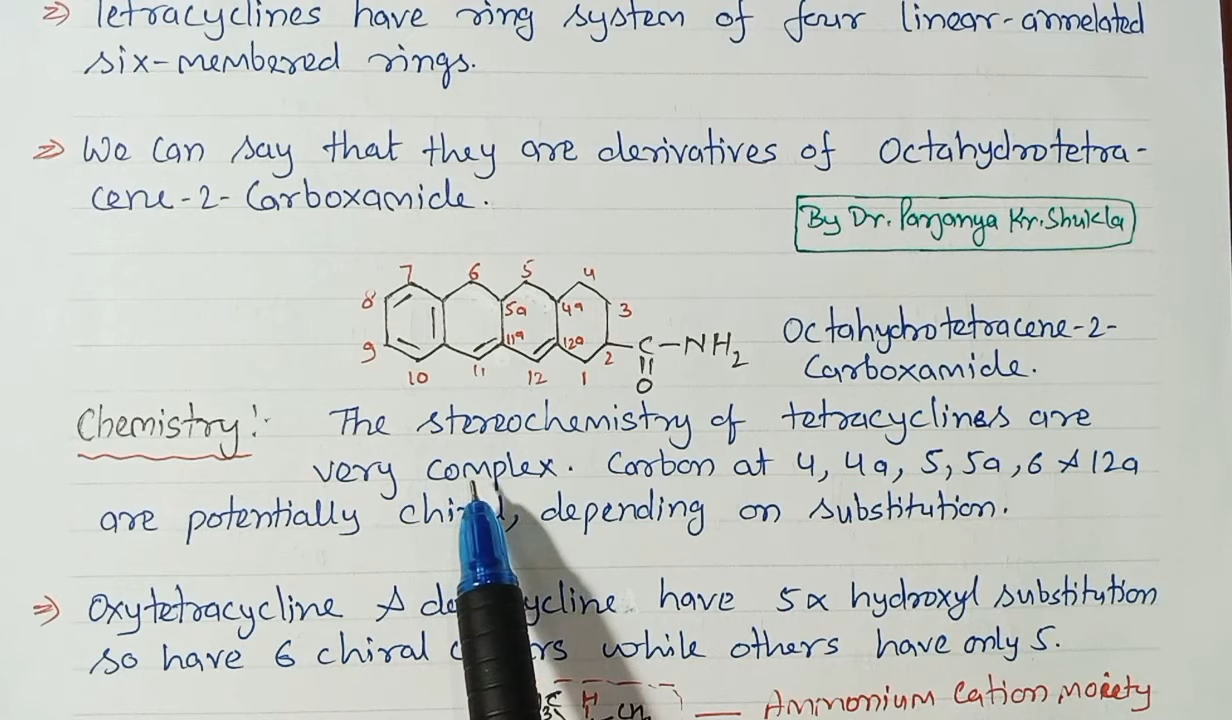 ⇒ Tetracyclines have ring system of four linear-annelated
six-membered rings.
⇒ We can say that they are derivatives of Octahydrotetra-
cene-2-Carboxamide.
By Dr. Parjanya Kr. Shukla
7 6 5 4
8 5a 4a 3
9 11a 12a 2 C-NH2
10 11 12 1 O
Octahydrotetracene-2-
Carboxamide.
Chemistry:- The stereochemistry of tetracyclines are
very complex. Carbon at 4, 4a, 5, 5a, 6 & 12a
are potentially depending on substitution.
⇒ Oxytetracycline & have 5α hydroxyl substitution
so have 6 chiral while others have only 5.
H CH
— Ammonium Cation moiety